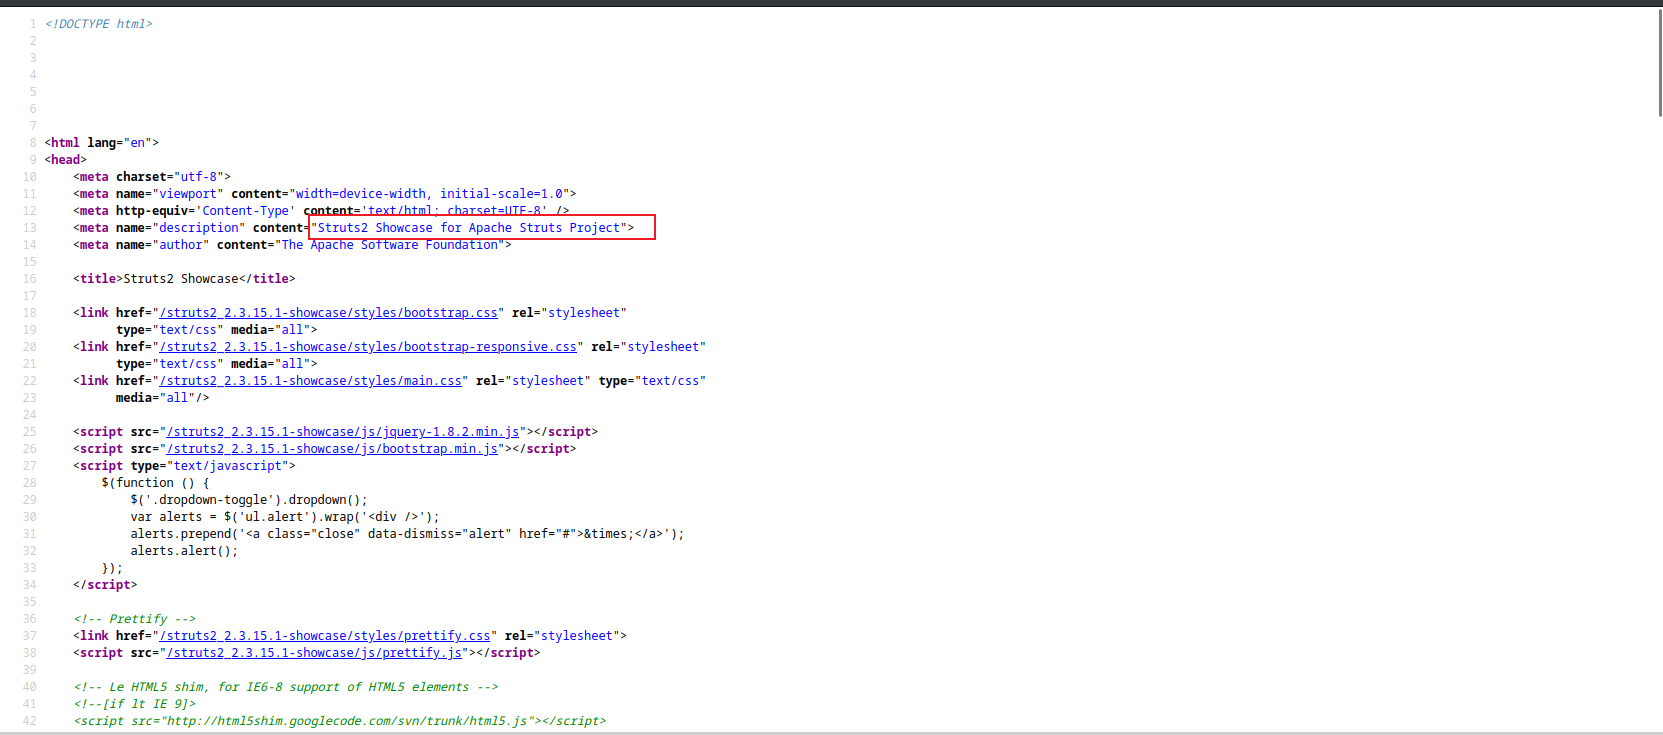 1 <!DOCTYPE html>
2
3
4
5
6
7
8 <html lang="en">
9 <head>
10     <meta charset="utf-8">
11     <meta name="viewport" content="width=device-width, initial-scale=1.0">
12     <meta http-equiv='Content-Type' content='text/html; charset=UTF-8' />
13     <meta name="description" content="Struts2 Showcase for Apache Struts Project">
14     <meta name="author" content="The Apache Software Foundation">
15
16     <title>Struts2 Showcase</title>
17
18     <link href="/struts2_2.3.15.1-showcase/styles/bootstrap.css" rel="stylesheet"
19           type="text/css" media="all">
20     <link href="/struts2_2.3.15.1-showcase/styles/bootstrap-responsive.css" rel="stylesheet"
21           type="text/css" media="all">
22     <link href="/struts2_2.3.15.1-showcase/styles/main.css" rel="stylesheet" type="text/css"
23           media="all"/>
24
25     <script src="/struts2_2.3.15.1-showcase/js/jquery-1.8.2.min.js"></script>
26     <script src="/struts2_2.3.15.1-showcase/js/bootstrap.min.js"></script>
27     <script type="text/javascript">
28         $(function () {
29             $('.dropdown-toggle').dropdown();
30             var alerts = $('ul.alert').wrap('<div />');
31             alerts.prepend('<a class="close" data-dismiss="alert" href="#">&times;</a>');
32             alerts.alert();
33         });
34     </script>
35
36     <!-- Prettify -->
37     <link href="/struts2_2.3.15.1-showcase/styles/prettify.css" rel="stylesheet">
38     <script src="/struts2_2.3.15.1-showcase/js/prettify.js"></script>
39
40     <!-- Le HTML5 shim, for IE6-8 support of HTML5 elements -->
41     <!--[if lt IE 9]>
42     <script src="http://html5shim.googlecode.com/svn/trunk/html5.js"></script>